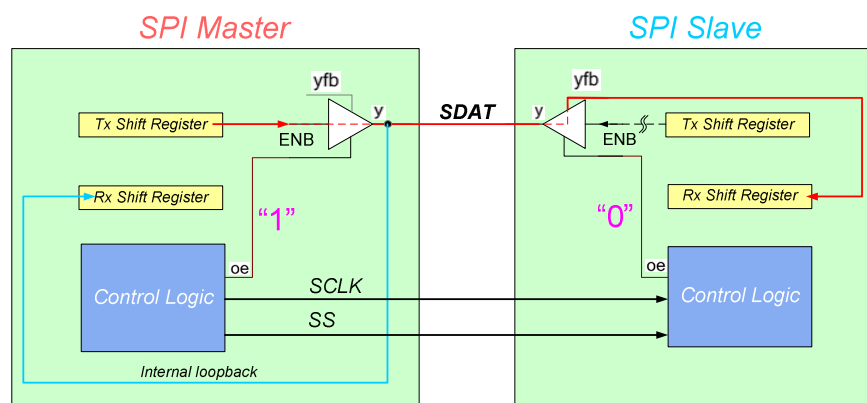 SPI Master
SPI Slave
yfb
y
SDAT
y
yfb
Tx Shift Register
ENB
ENB
Tx Shift Register
Rx Shift Register
Rx Shift Register
“1”
“0”
oe
oe
Control Logic
SCLK
Control Logic
SS
Internal loopback